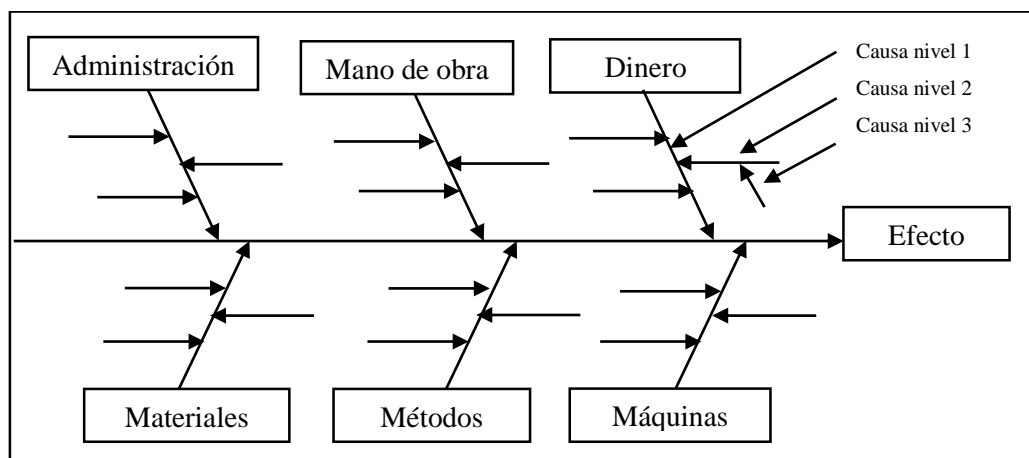 Administración
Mano de obra
Dinero
Causa nivel 1
Causa nivel 2
Causa nivel 3
Efecto
Materiales
Métodos
Máquinas